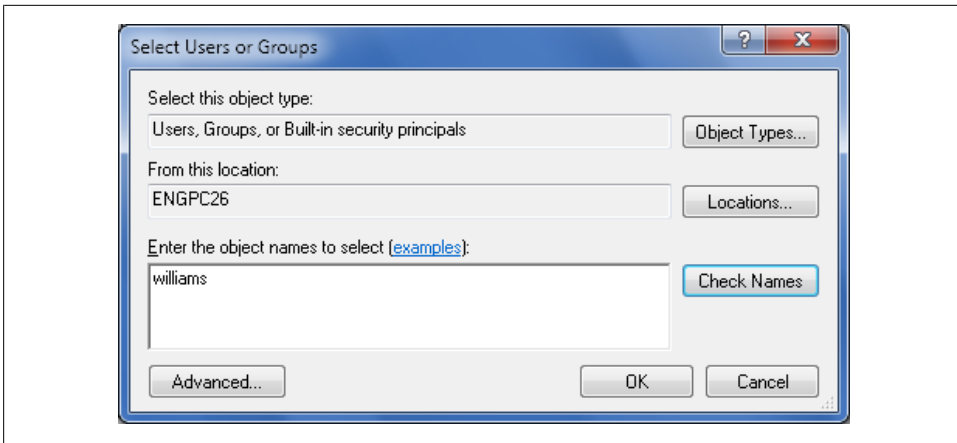 Select Users or Groups
?
X
Select this object type:
Users, Groups, or Built-in security principals
Object Types...
From this location:
ENGPC26
Locations...
Enter the object names to select (examples):
williams
Check Names
Advanced...
OK
Cancel